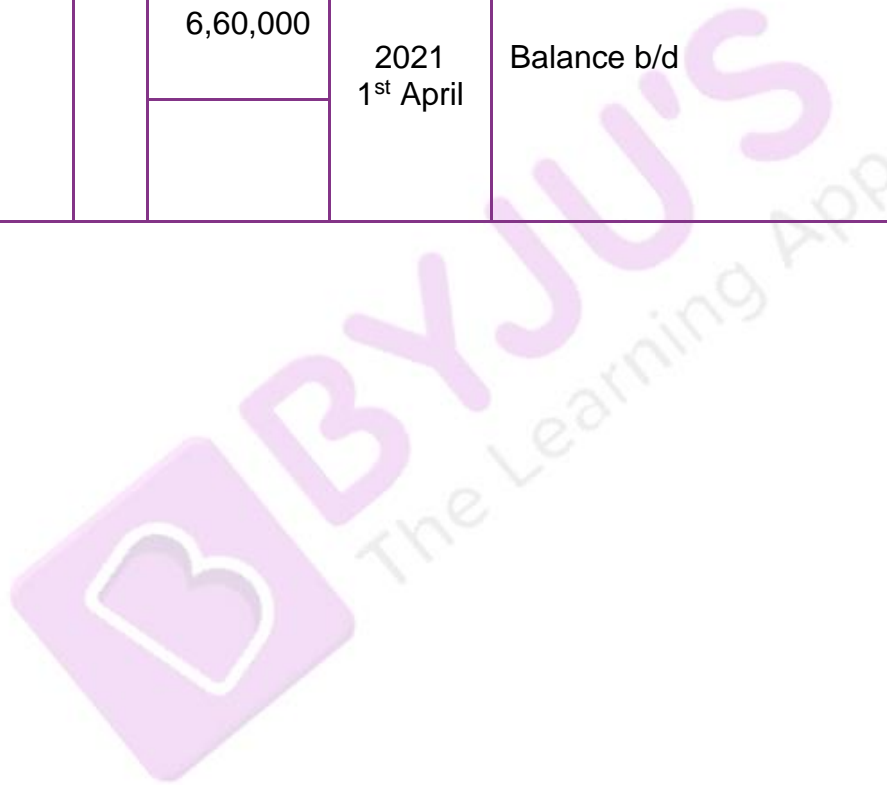 6,60,000
2021 Balance b/d
1st April
BYJU'S
The Learning App